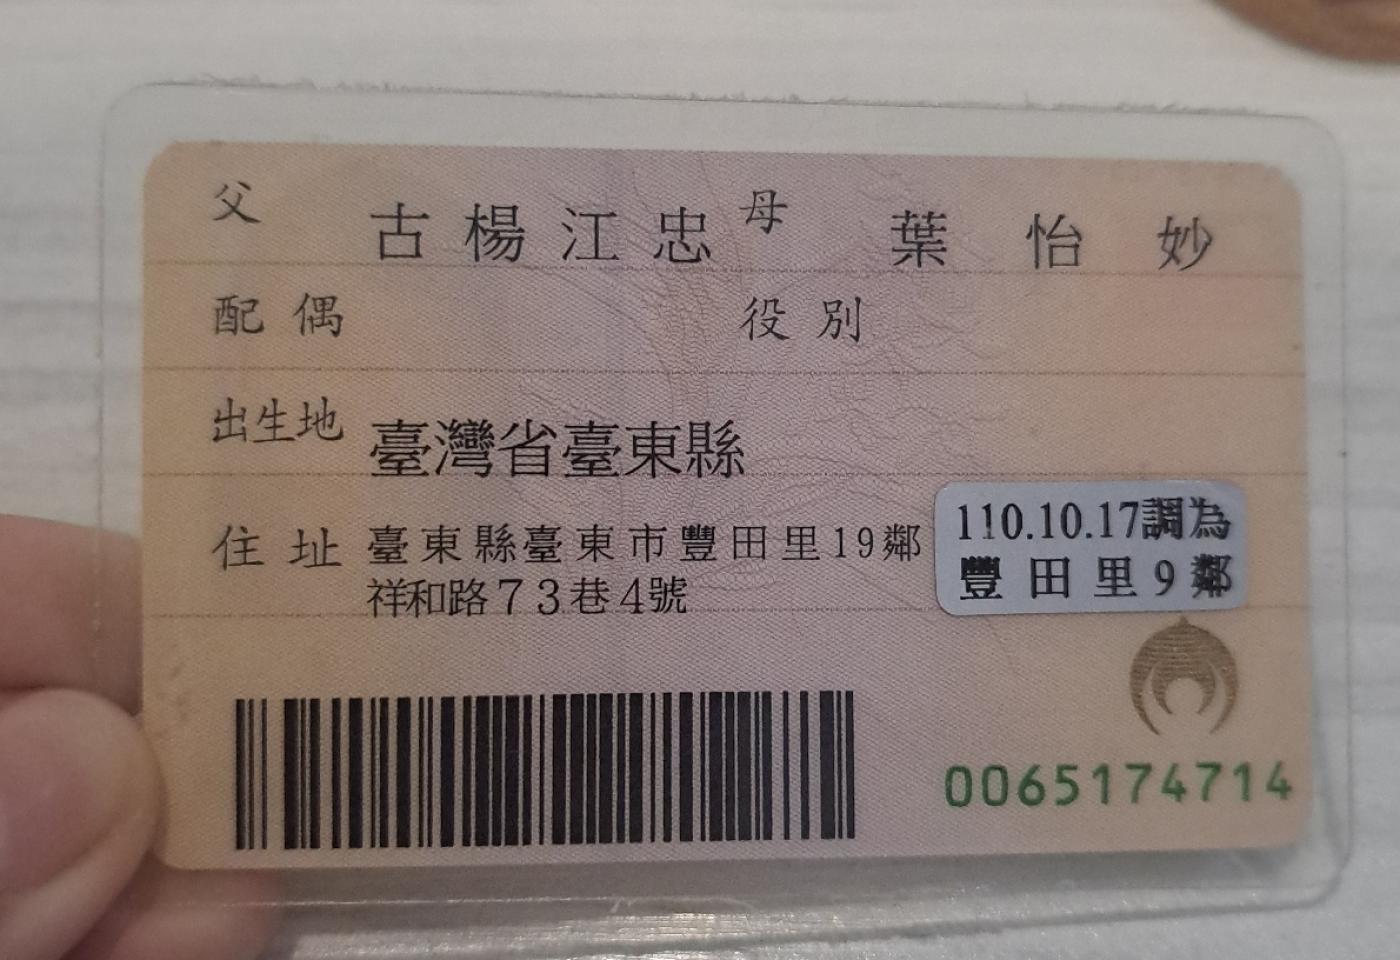 父 古楊江忠 母 葉怡妙
配偶 役別
出生地 臺灣省臺東縣
住址 臺東縣臺東市豐田里19鄰
祥和路73巷4號
110.10.17調為
豐田里9鄰
0065174714